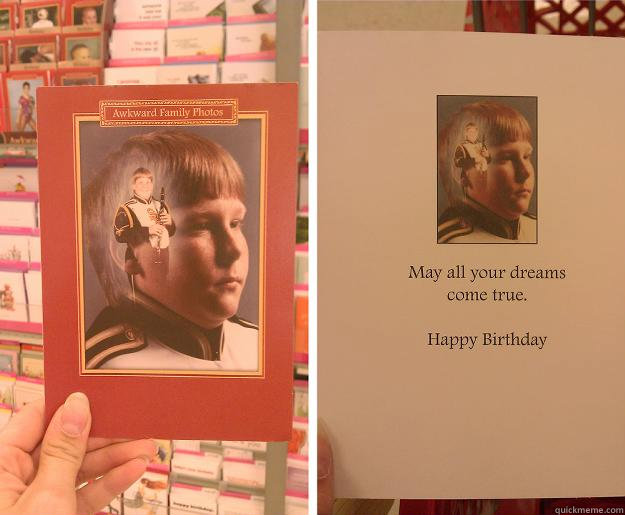 Awkward Family Photos
May all your dreams
come true.
Happy Birthday
quickmeme.com